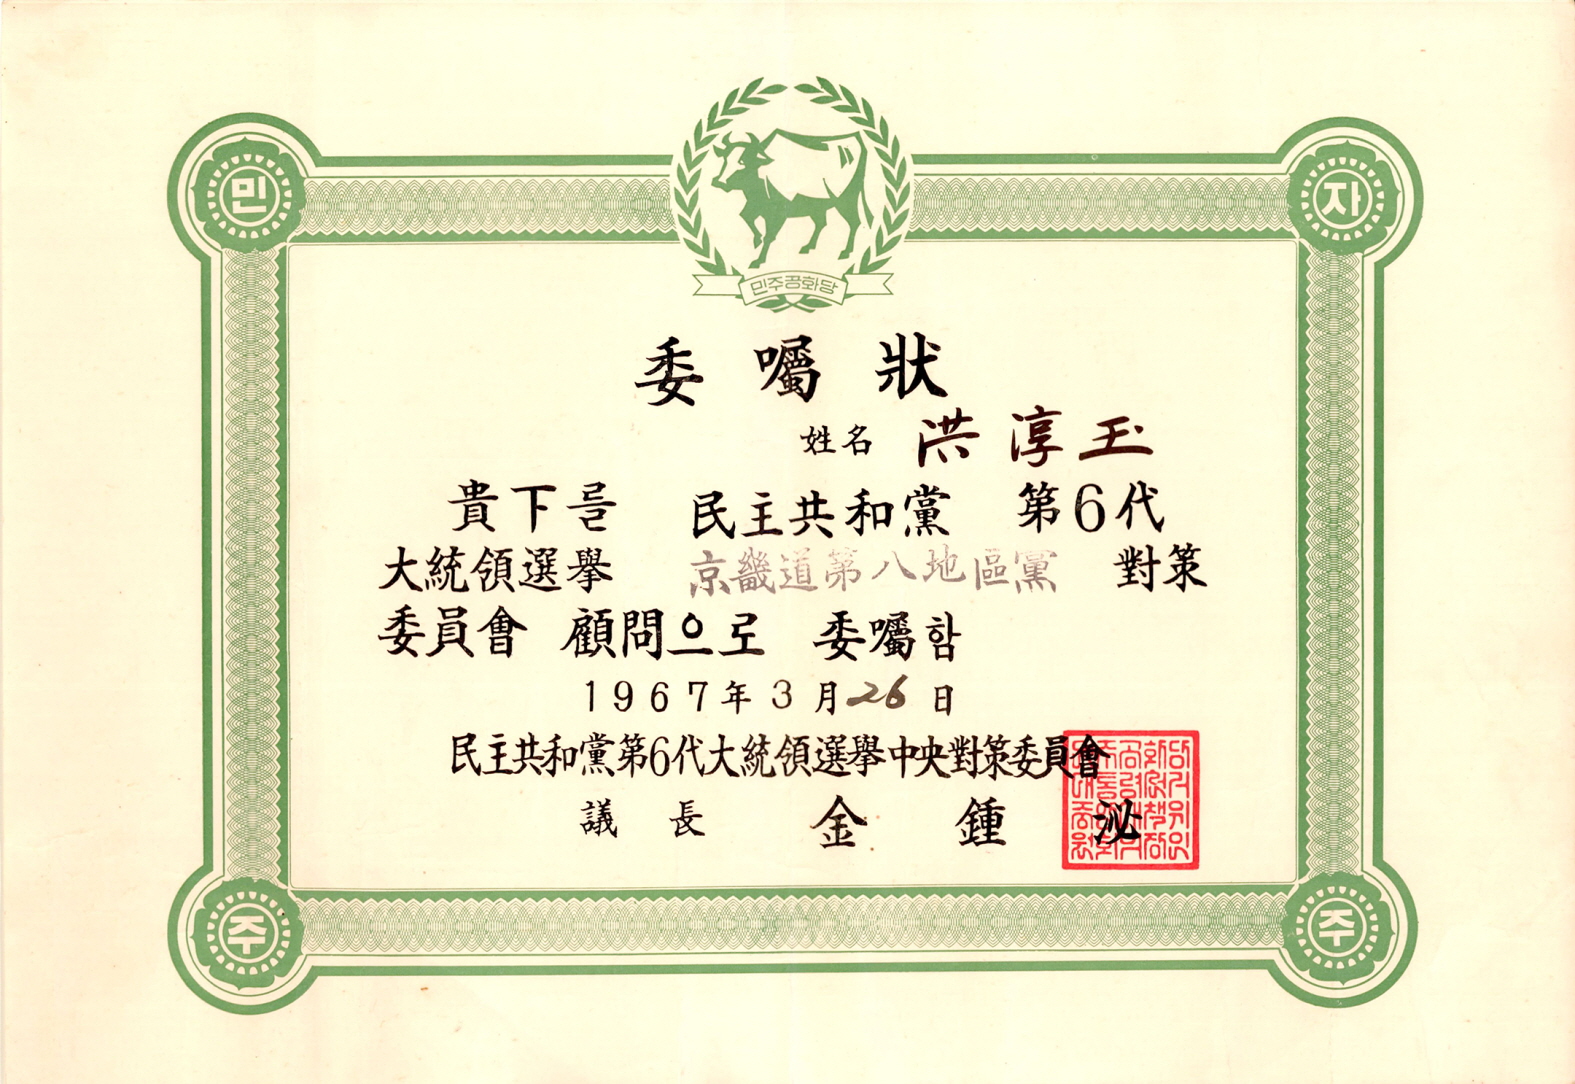 민 자
민주공화당
委囑狀
姓名 洪淳玉
貴下를 民主共和黨 第6代
大統領選擧 京畿道第八地區黨 對策
委員會 顧問으로 委囑함
1967年3月26日
民主共和黨第6代大統領選擧中央對策委員會
議長 金鍾泌
주 주